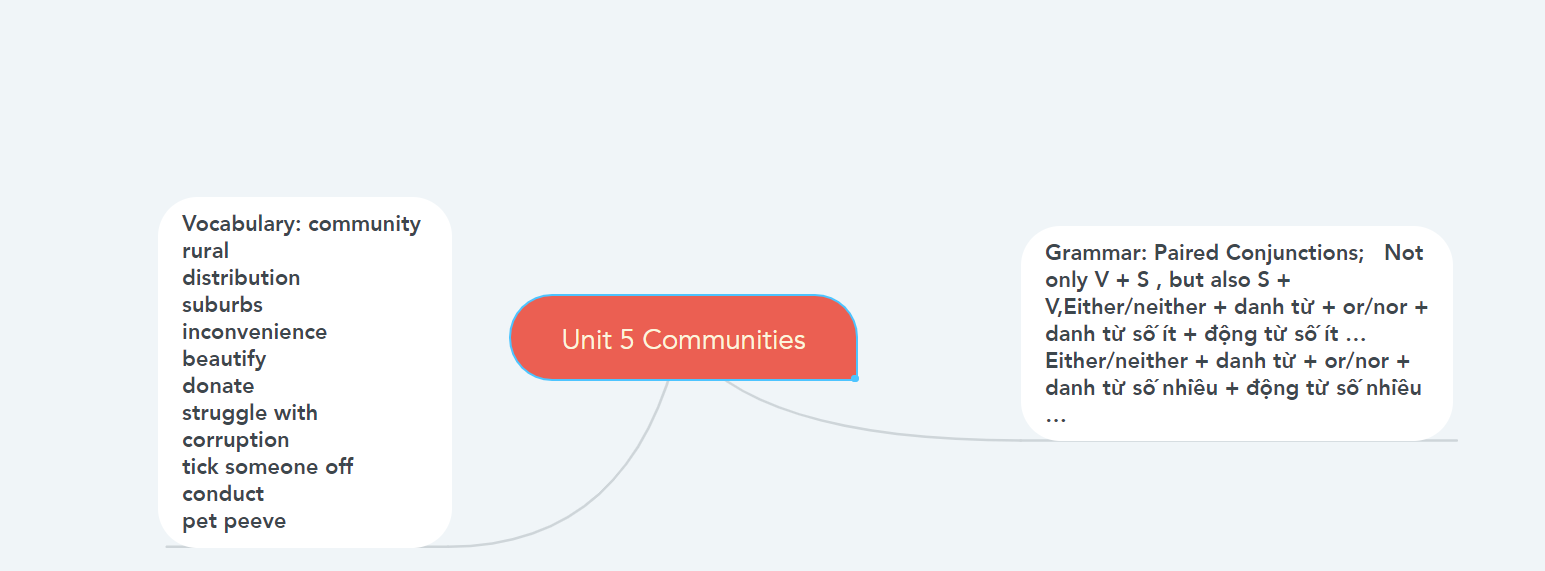 Vocabulary: community
rural
distribution
suburbs
inconvenience
beautify
donate
struggle with
corruption
tick someone off
conduct
pet peeve
Unit 5 Communities
Grammar: Paired Conjunctions;   Not
only V + S , but also S +
V,Either/neither + danh từ + or/nor +
danh từ số ít + động từ số ít ...
Either/neither + danh từ + or/nor +
danh từ số nhiều + động từ số nhiều
...